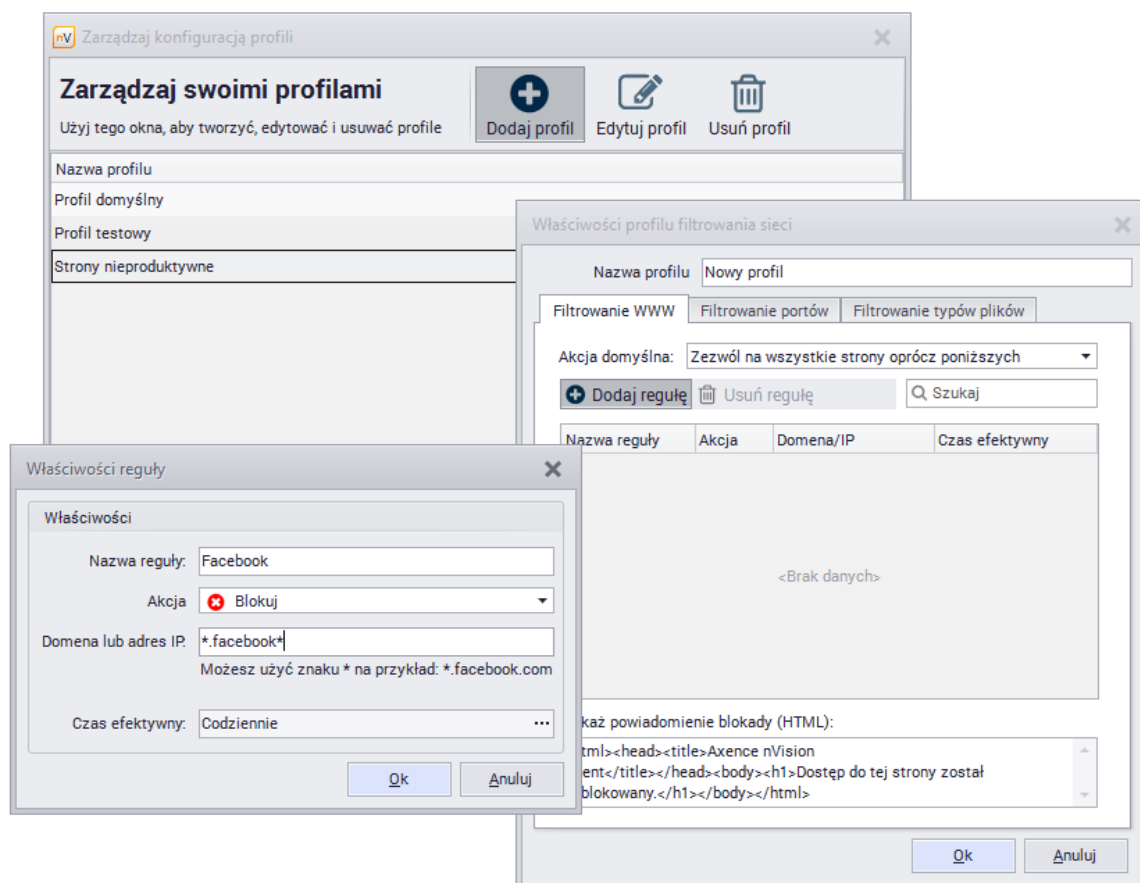 nV Zarządzaj konfiguracją profili
Zarządzaj swoimi profilami
Użyj tego okna, aby tworzyć, edytować i usuwać profile
Dodaj profil
Edytuj profil
Usuń profil
Nazwa profilu
Profil domyślny
Profil testowy
Strony nieproduktywne
Właściwości profilu filtrowania sieci
Nazwa profilu Nowy profil
Filtrowanie WWW Filtrowanie portów Filtrowanie typów plików
Akcja domyślna: Zezwól na wszystkie strony oprócz poniższych
Dodaj regułę Usuń regułę Szukaj
Nazwa reguły Akcja Domena/IP Czas efektywny
<Brak danych>
każ powiadomienie blokady (HTML):
tml><head><title>Axence nVision
ent</title></head><body><h1>Dostęp do tej strony został
blokowany.</h1></body></html>
Ok Anuluj
Właściwości reguły
Właściwości
Nazwa reguły: Facebook
Akcja Blokuj
Domena lub adres IP: *.facebook*
Możesz użyć znaku * na przykład: *.facebook.com
Czas efektywny: Codziennie ...
Ok Anuluj